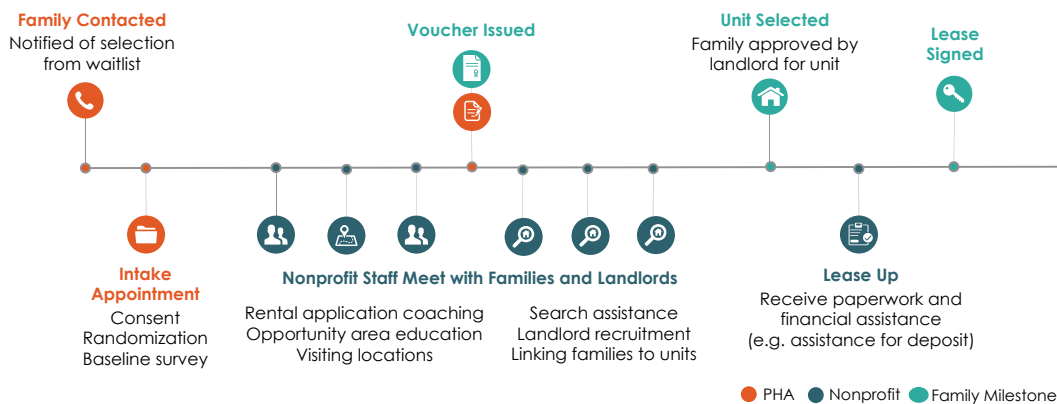 Family Contacted
Notified of selection
from waitlist
Voucher Issued
Unit Selected
Family approved by
landlord for unit
Lease
Signed
Intake
Appointment
Consent
Randomization
Baseline survey
Nonprofit Staff Meet with Families and Landlords
Rental application coaching
Opportunity area education
Visiting locations
Search assistance
Landlord recruitment
Linking families to units
Lease Up
Receive paperwork and
financial assistance
(e.g. assistance for deposit)
PHA
Nonprofit
Family Milestone